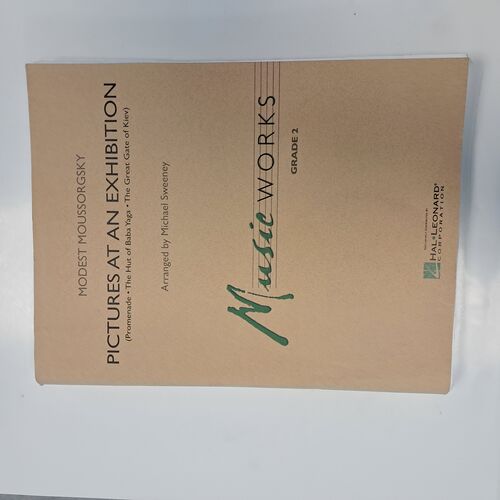 MODEST MOUSSORGSKY
PICTURES AT AN EXHIBITION
(Promenade • The Hut of Baba Yaga • The Great Gate of Kiev)
Arranged by Michael Sweeney
Music WORKS
GRADE 2
HAL•LEONARD®
CORPORATION